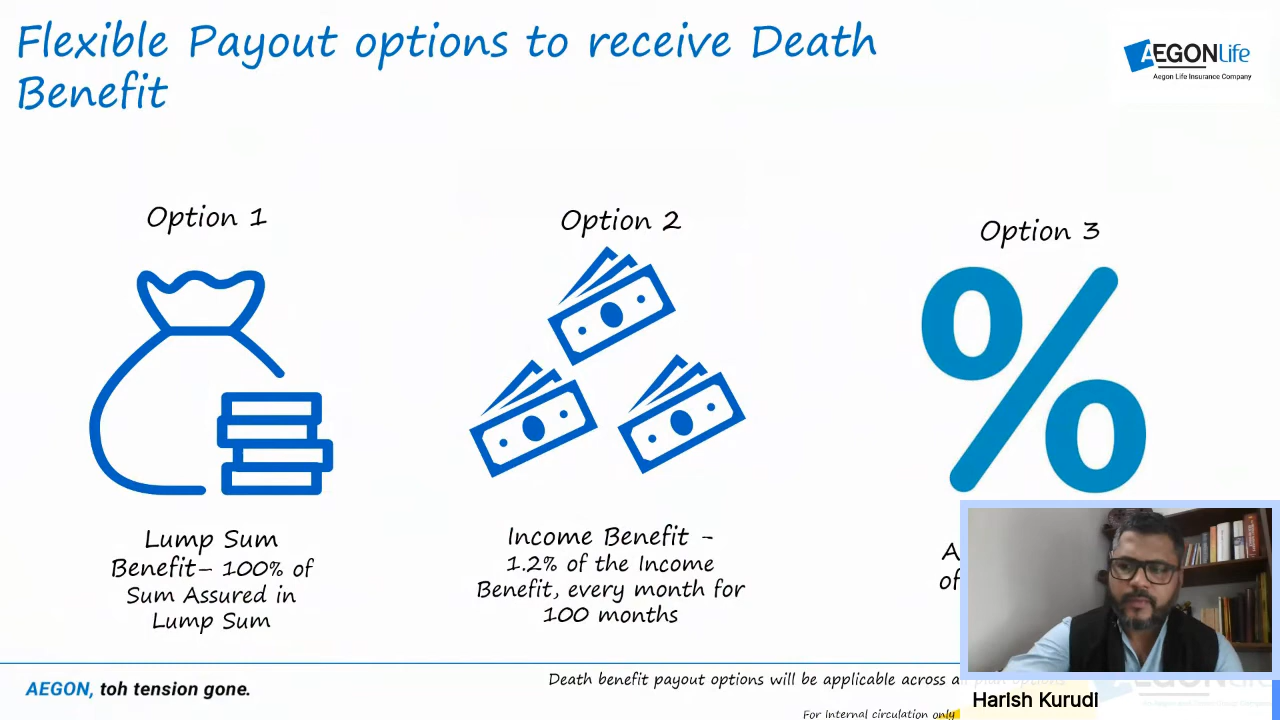 Flexible Payout options to receive Death
Benefit
AEGONLife
Aegon Life Insurance Company
Option 1
Option 2
Option 3
Lump Sum
Benefit– 100% of
Sum Assured in
Lump Sum
Income Benefit -
1.2% of the Income
Benefit, every month for
100 months
of
AEGON, toh tension gone.
Death benefit payout options will be applicable across
plan options
For Internal circulation only
AEGONLife
Harish Kurudi